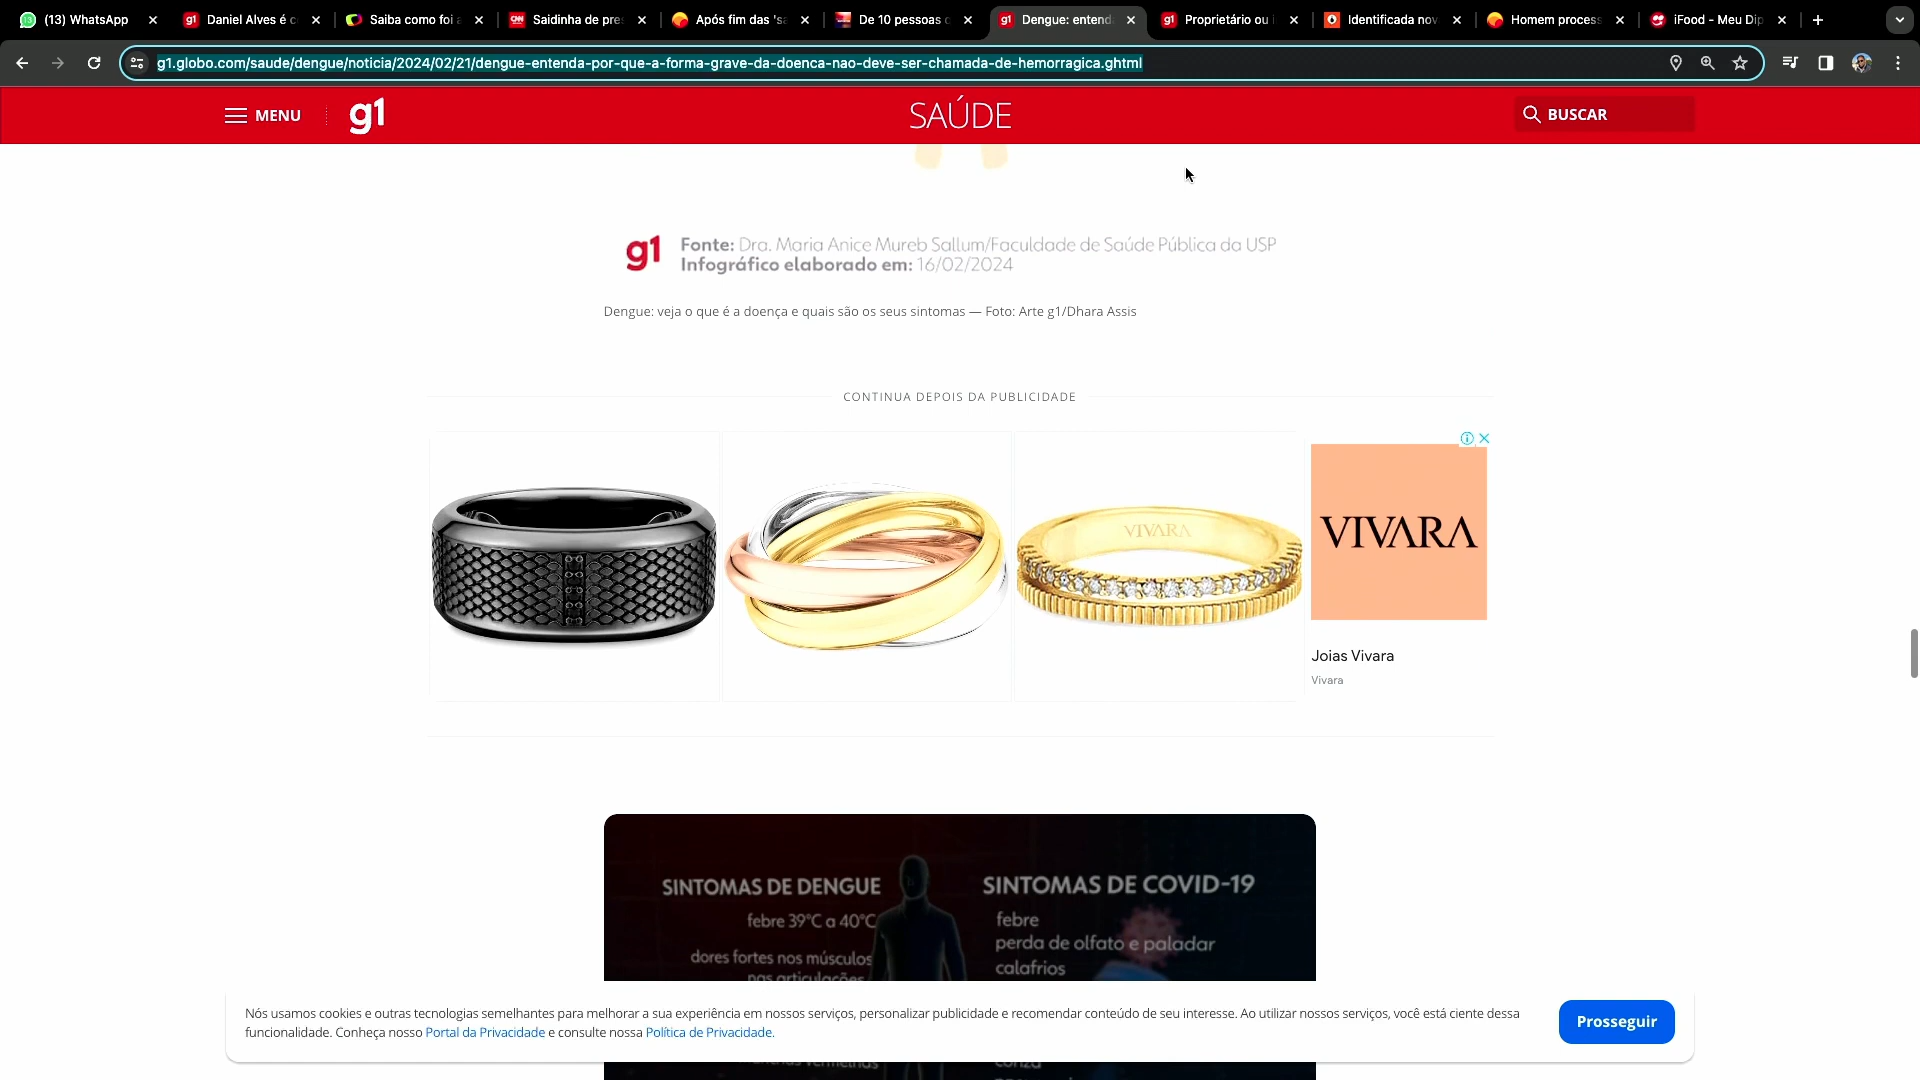 (13) WhatsApp
Daniel Alves é c
Saiba como foi a
Saidinha de pres
Após fim das 'sa
De 10 pessoas c
Dengue: entenda
Proprietário ou i
Identificada nov
Homem process
iFood - Meu Dip
g1.globo.com/saude/dengue/noticia/2024/02/21/dengue-entenda-por-que-a-forma-grave-da-doenca-nao-deve-ser-chamada-de-hemorragica.ghtml
MENU
g1
SAÚDE
BUSCAR
g1
Fonte: Dra. Maria Anice Mureb Sallum/Faculdade de Saúde Pública da USP
Infográfico elaborado em: 16/02/2024
Dengue: veja o que é a doença e quais são os seus sintomas — Foto: Arte g1/Dhara Assis
CONTINUA DEPOIS DA PUBLICIDADE
VIVARA
VIVARA
Joias Vivara
Vivara
SINTOMAS DE DENGUE
febre 39°C a 40°C
dores fortes nos músculos
nas articulações
SINTOMAS DE COVID-19
febre
perda de olfato e paladar
calafrios
Nós usamos cookies e outras tecnologias semelhantes para melhorar a sua experiência em nossos serviços, personalizar publicidade e recomendar conteúdo de seu interesse. Ao utilizar nossos serviços, você está ciente dessa
funcionalidade. Conheça nosso Portal da Privacidade e consulte nossa Política de Privacidade.
Prosseguir